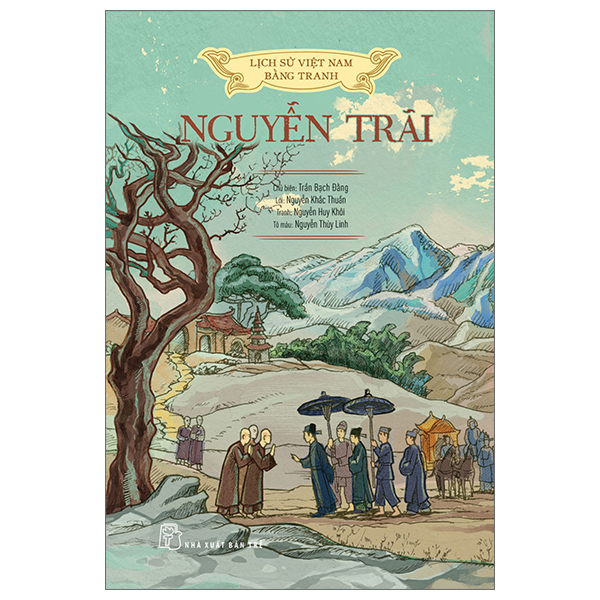 LỊCH SỬ VIỆT NAM
BẰNG TRANH
NGUYỄN TRÃI
Chủ biên: Trần Bạch Đằng
Lời: Nguyễn Khắc Thuần
Tranh: Nguyễn Huy Khôi
Tô màu: Nguyễn Thùy Linh
NHÀ XUẤT BẢN TRẺ